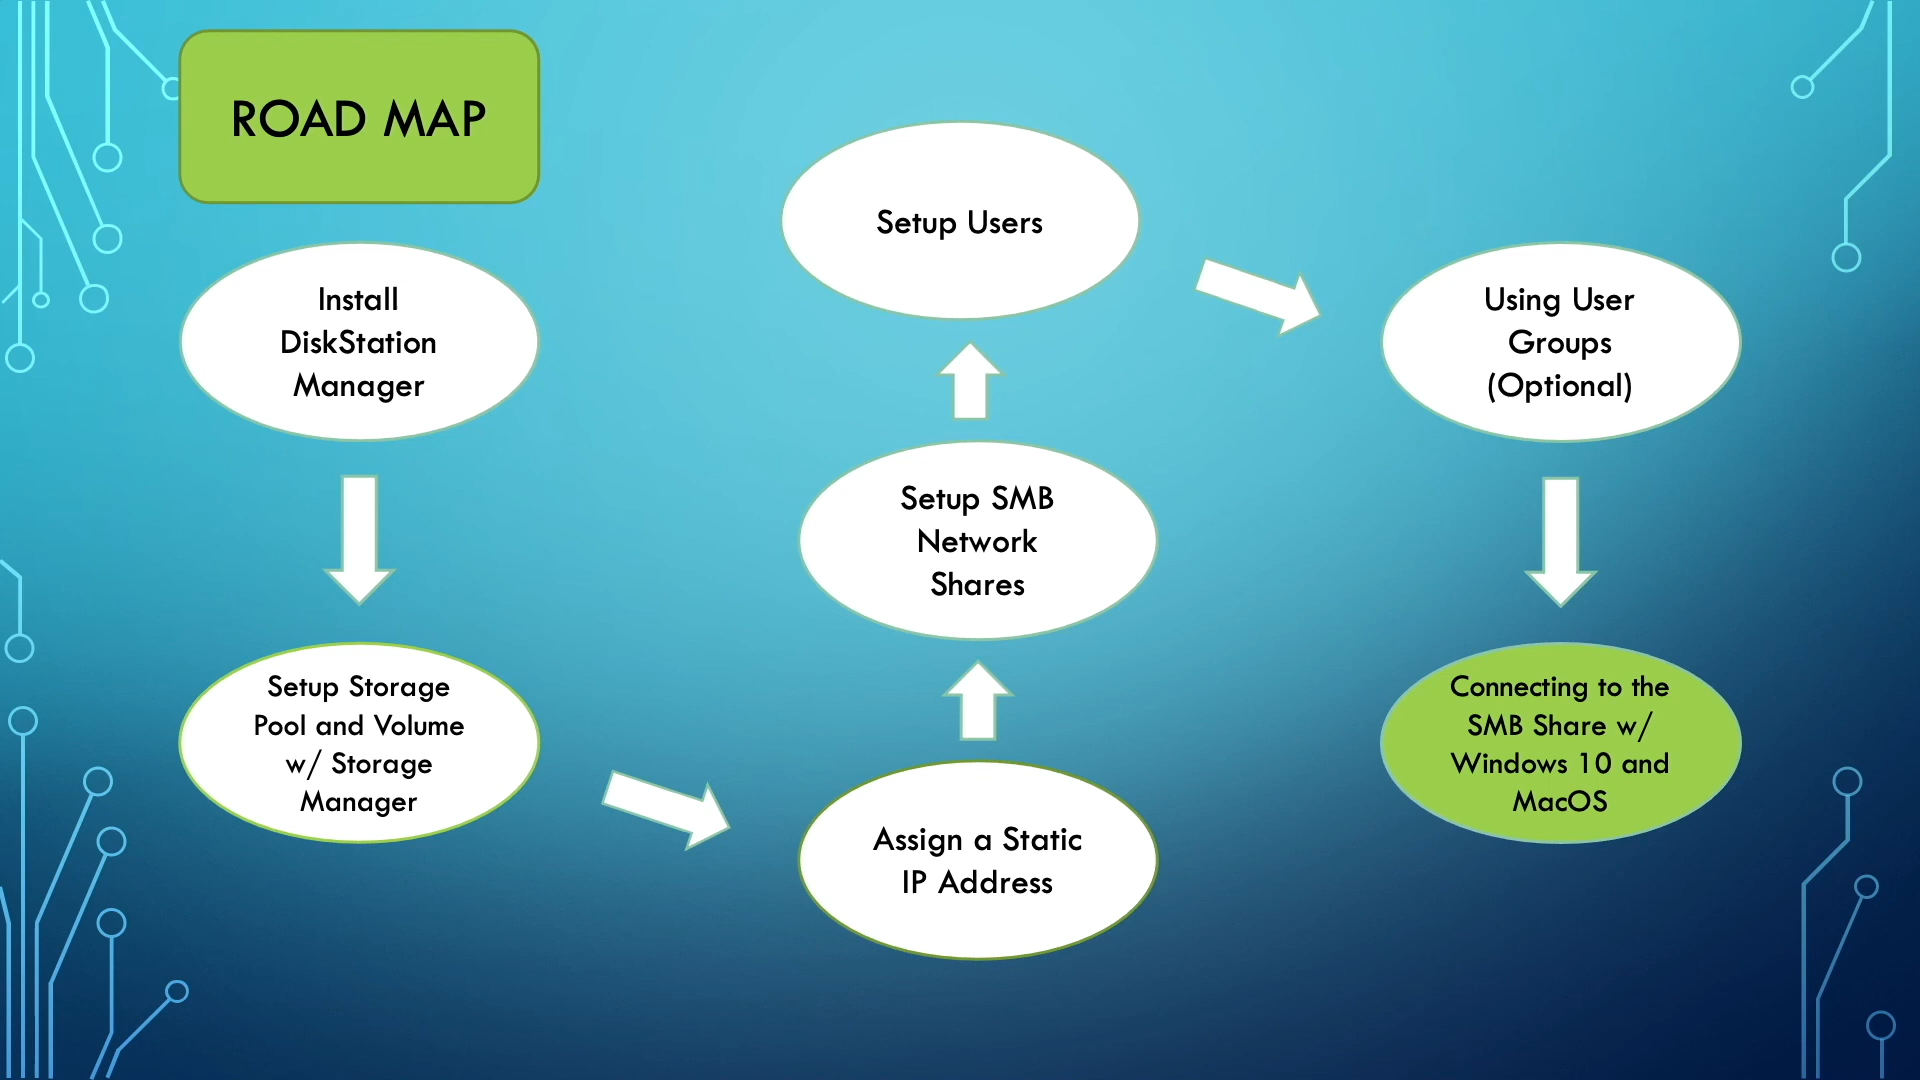 ROAD MAP
Install
DiskStation
Manager
Setup Storage
Pool and Volume
w/ Storage
Manager
Assign a Static
IP Address
Setup SMB
Network
Shares
Setup Users
Using User
Groups
(Optional)
Connecting to the
SMB Share w/
Windows 10 and
MacOS